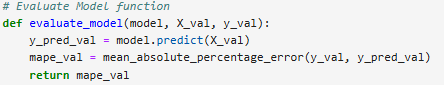 # Evaluate Model function
def evaluate_model(model, X_val, y_val):
    y_pred_val = model.predict(X_val)
    mape_val = mean_absolute_percentage_error(y_val, y_pred_val)
    return mape_val